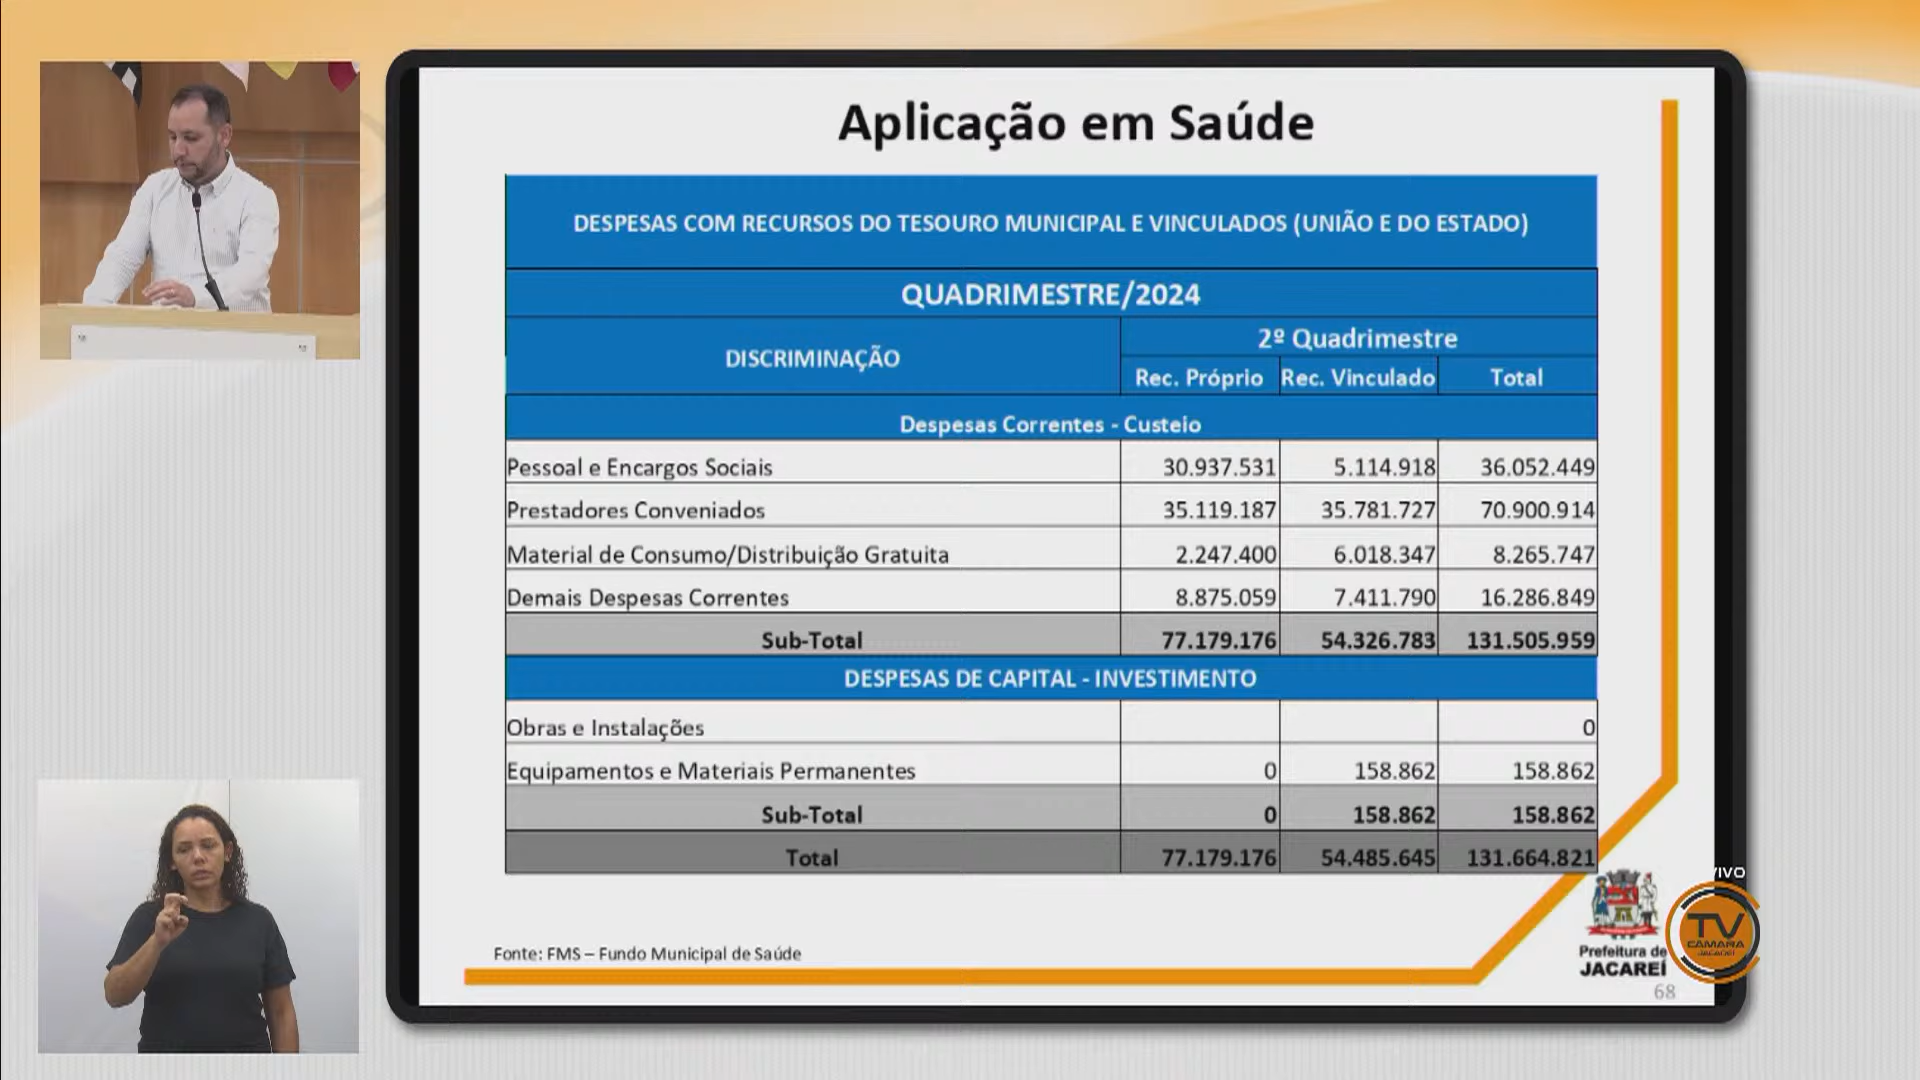 Aplicação em Saúde
DESPESAS COM RECURSOS DO TESOURO MUNICIPAL E VINCULADOS (UNIÃO E DO ESTADO)
QUADRIMESTRE/2024
DISCRIMINAÇÃO
2º Quadrimestre
Rec. Próprio Rec. Vinculado Total
Despesas Correntes - Custeio
Pessoal e Encargos Sociais 30.937.531 5.114.918 36.052.449
Prestadores Conveniados 35.119.187 35.781.727 70.900.914
Material de Consumo/Distribuição Gratuita 2.247.400 6.018.347 8.265.747
Demais Despesas Correntes 8.875.059 7.411.790 16.286.849
Sub-Total 77.179.176 54.326.783 131.505.959
DESPESAS DE CAPITAL - INVESTIMENTO
Obras e Instalações 0
Equipamentos e Materiais Permanentes 0 158.862 158.862
Sub-Total 0 158.862 158.862
Total 77.179.176 54.485.645 131.664.821
Fonte: FMS – Fundo Municipal de Saúde
Prefeitura de
JACAREÍ
68
VIVO
TV
CÂMARA
JACAREÍ